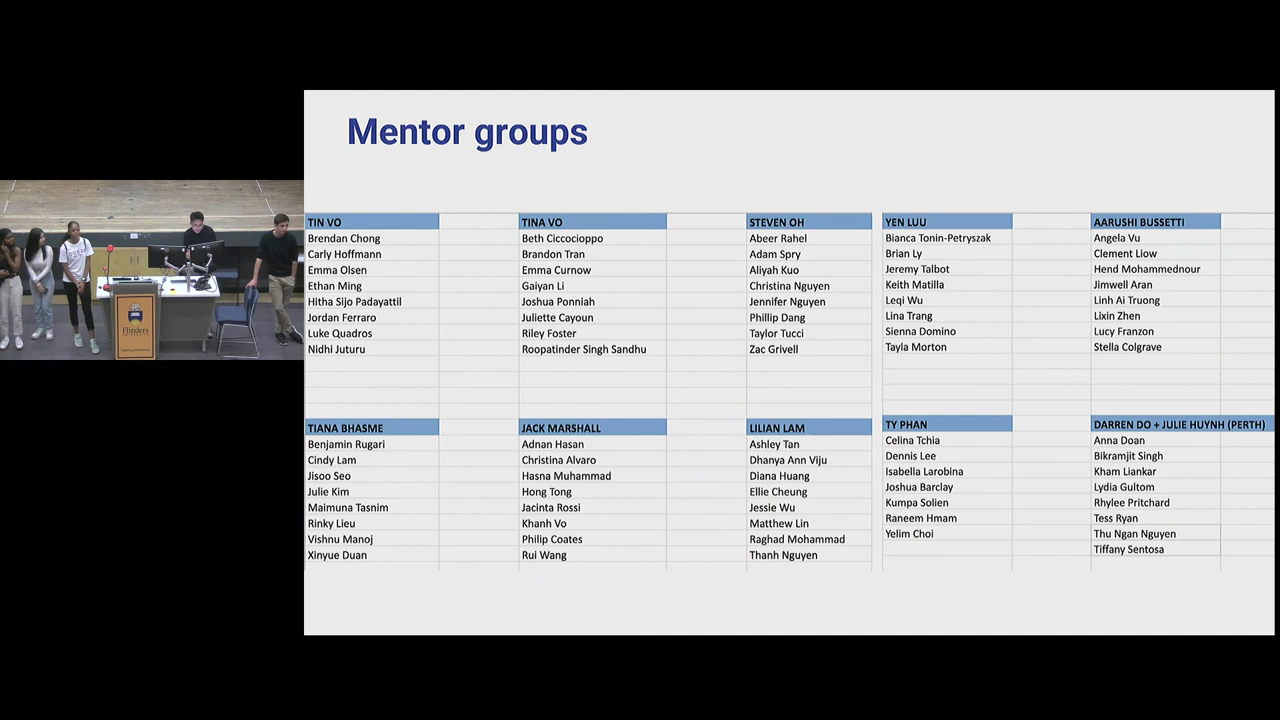 Mentor groups
TIN VO
Brendan Chong
Carly Hoffmann
Emma Olsen
Ethan Ming
Hitha Sijo Padayattil
Jordan Ferraro
Luke Quadros
Nidhi Juturu
TINA VO
Beth Ciccocioppo
Brandon Tran
Emma Curnow
Gaiyan Li
Joshua Ponniah
Juliette Cayoun
Riley Foster
Roopatinder Singh Sandhu
STEVEN OH
Abeer Rahel
Adam Spry
Aliyah Kuo
Christina Nguyen
Jennifer Nguyen
Phillip Dang
Taylor Tucci
Zac Grivell
YEN LUU
Bianca Tonin-Petryszak
Brian Ly
Jeremy Talbot
Keith Matilla
Leqi Wu
Lina Trang
Sienna Domino
Tayla Morton
AARUSHI BUSSETTI
Angela Vu
Clement Liow
Hend Mohammednour
Jimwell Aran
Linh Ai Truong
Lixin Zhen
Lucy Franzon
Stella Colgrave
TIANA BHASME
Benjamin Rugari
Cindy Lam
Jisoo Seo
Julie Kim
Maimuna Tasnim
Rinky Lieu
Vishnu Manoj
Xinyue Duan
JACK MARSHALL
Adnan Hasan
Christina Alvaro
Hasna Muhammad
Hong Tong
Jacinta Rossi
Khanh Vo
Philip Coates
Rui Wang
LILIAN LAM
Ashley Tan
Dhanya Ann Viju
Diana Huang
Ellie Cheung
Jessie Wu
Matthew Lin
Raghad Mohammad
Thanh Nguyen
TY PHAN
Celina Tchia
Dennis Lee
Isabella Larobina
Joshua Barclay
Kumpa Solien
Raneem Hmam
Yelim Choi
DARREN DO + JULIE HUYNH (PERTH)
Anna Doan
Bikramjit Singh
Kham Liankar
Lydia Gultom
Rhylee Pritchard
Tess Ryan
Thu Ngan Nguyen
Tiffany Sentosa
Flinders